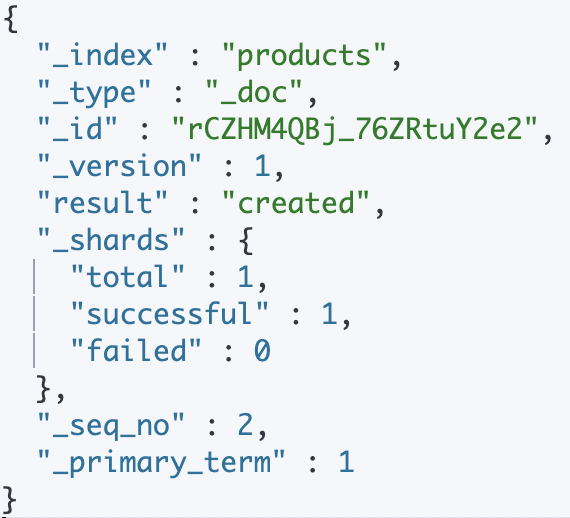 {
  "_index" : "products",
  "_type" : "_doc",
  "_id" : "rCZHM4QBj_76ZRtuY2e2",
  "_version" : 1,
  "result" : "created",
  "_shards" : {
    "total" : 1,
    "successful" : 1,
    "failed" : 0
  },
  "_seq_no" : 2,
  "_primary_term" : 1
}